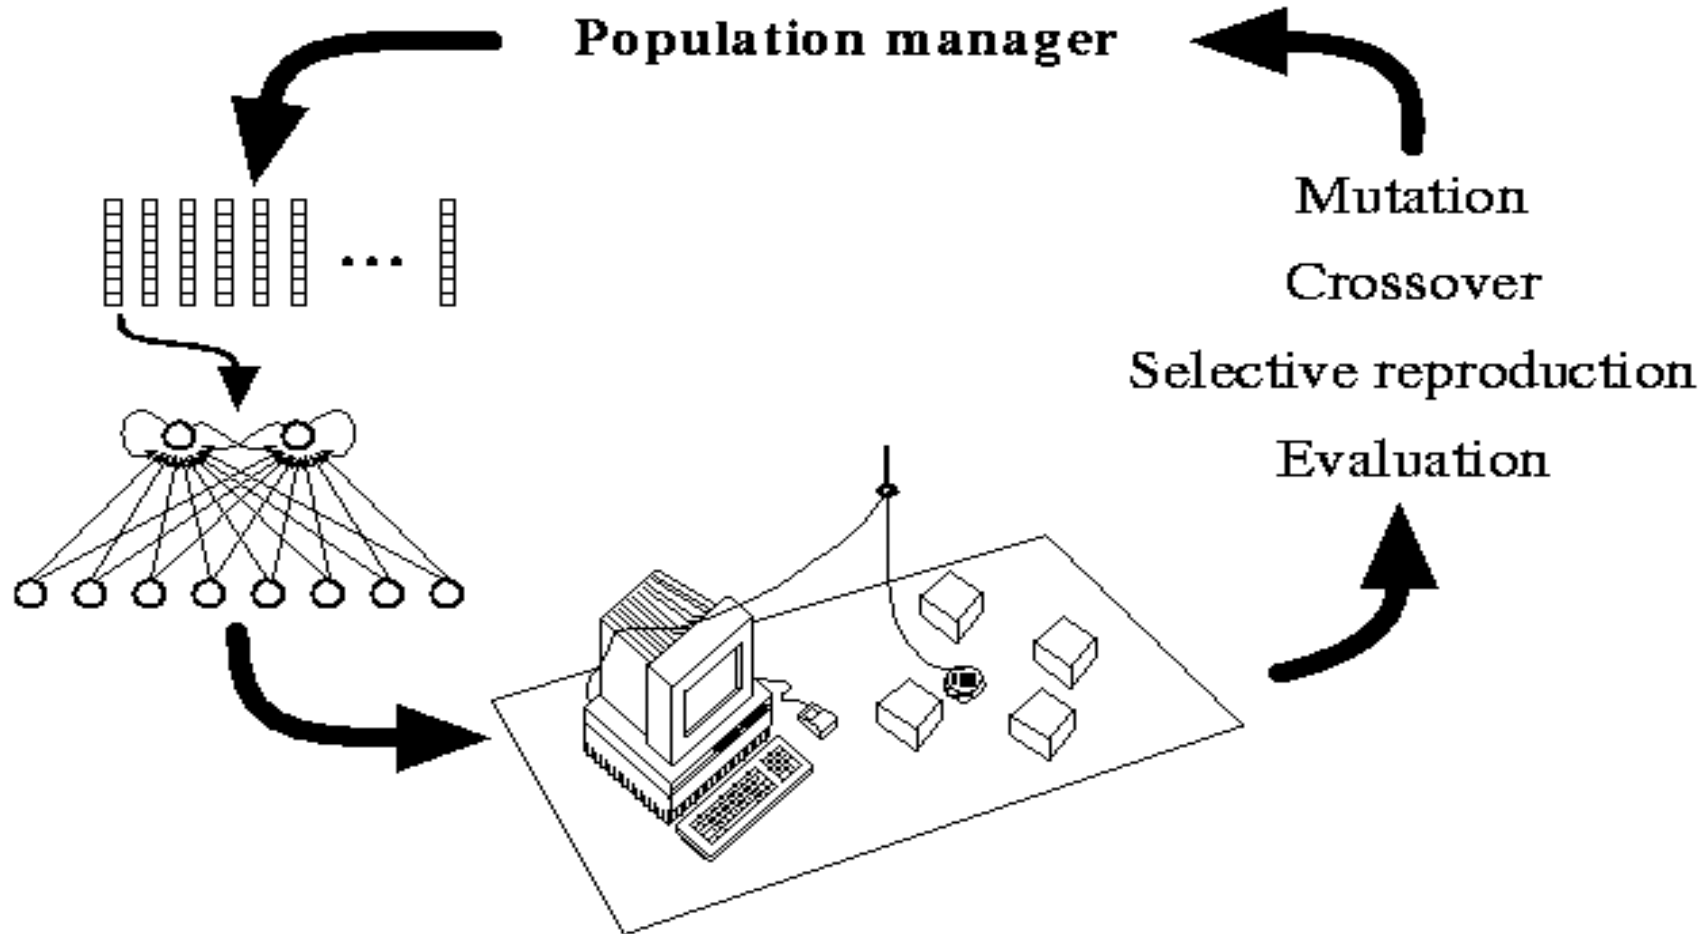 Population manager
Mutation
Crossover
Selective reproduction
Evaluation